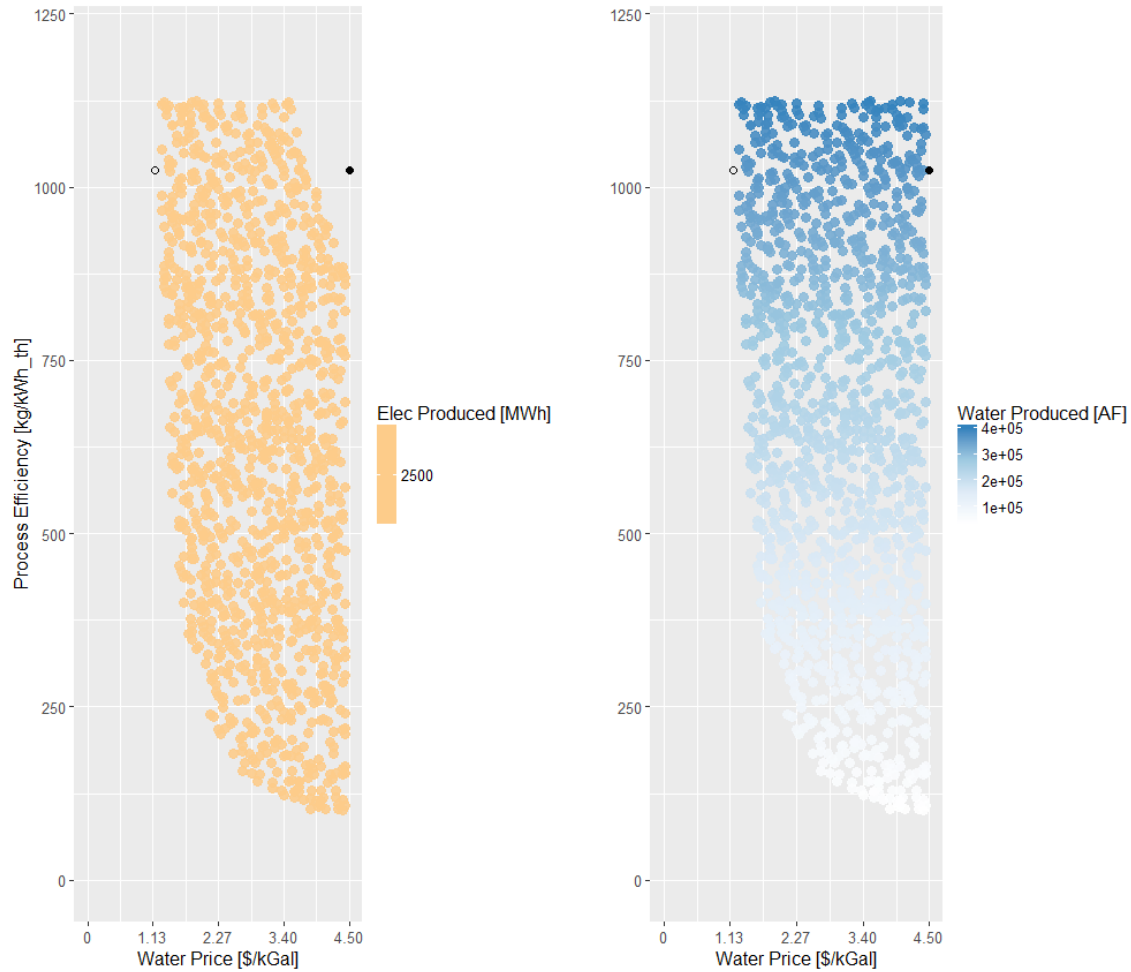 1250
1000
750
500
250
0
Process Efficiency [kg/kWh_th]
0 1.13 2.27 3.40 4.50
Water Price [$/kGal]
Elec Produced [MWh]
2500
1250
1000
750
500
250
0
0 1.13 2.27 3.40 4.50
Water Price [$/kGal]
Water Produced [AF]
4e+05
3e+05
2e+05
1e+05